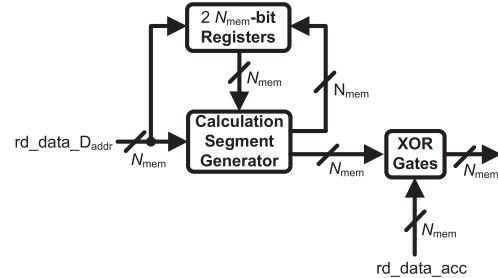 2 Nmem-bit
Registers
Nmem
Nmem
Calculation
Segment
Generator
rd_data_Daddr
Nmem
Nmem
XOR
Gates
Nmem
Nmem
rd_data_acc